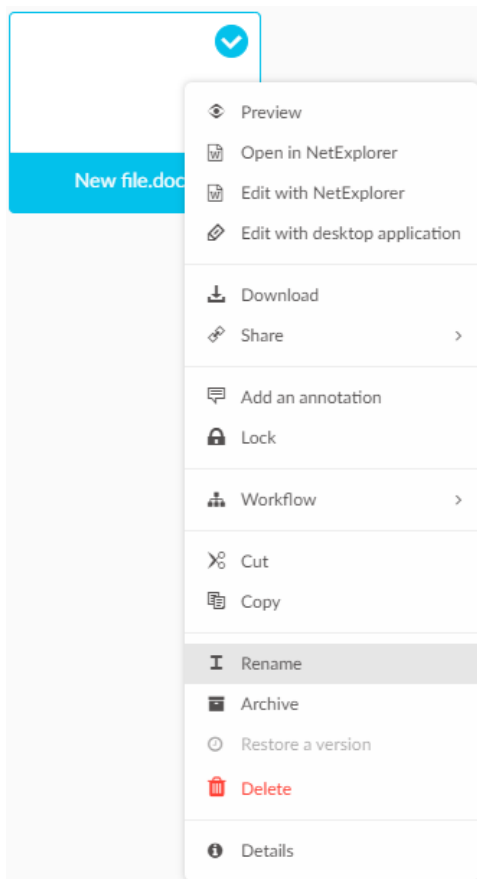 New file.doc
Preview
Open in NetExplorer
Edit with NetExplorer
Edit with desktop application
Download
Share
Add an annotation
Lock
Workflow
Cut
Copy
Rename
Archive
Restore a version
Delete
Details